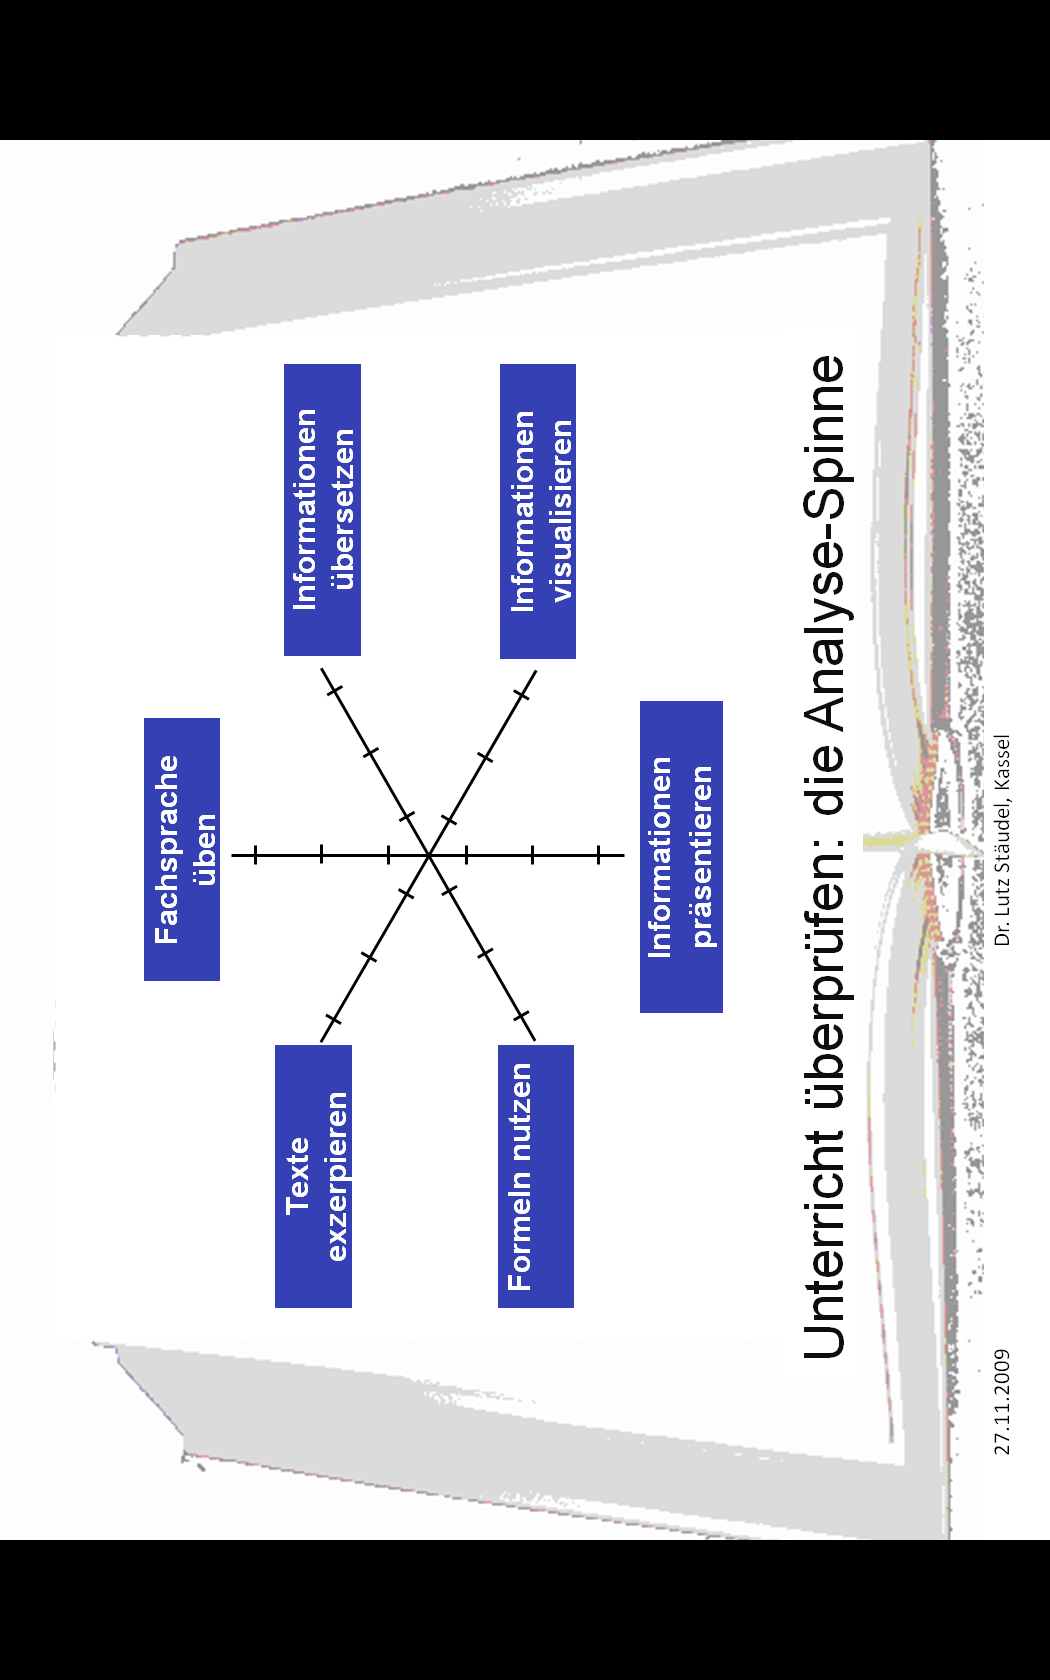 Fachsprache
üben
Texte
exzerpieren
Informationen
übersetzen
Formeln nutzen
Informationen
visualisieren
Informationen
präsentieren
Unterricht überprüfen: die Analyse-Spinne
27.11.2009
Dr. Lutz Stäudel, Kassel